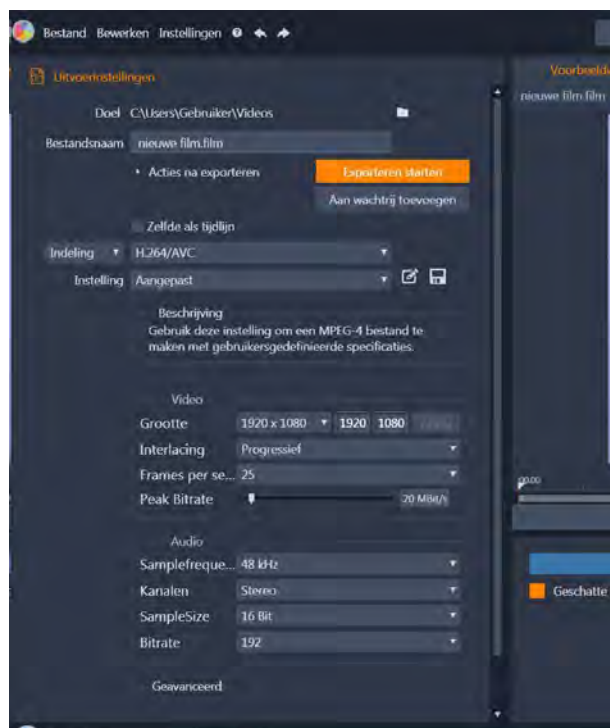 Bestand Bewerken Instellingen
Uitvoerinstellingen
Voorbeeldv
nieuwe film film
Doel C:\Users\Gebruiker\Videos
Bestandsnaam nieuwe film.film
Acties na exporteren
Exporteren starten
Aan wachtrij toevoegen
Zelfde als tijdlijn
Indeling H.264/AVC
Instelling Aangepast
Beschrijving
Gebruik deze instelling om een MPEG-4 bestand te
maken met gebruikersgedefinieerde specificaties.
Video
Grootte 1920 x 1080 1920 1080
Interlacing Progressief
Frames per se... 25
Peak Bitrate 20 MBit/s
00:00
Audio
Samplefreque... 48 kHz
Kanalen Stereo
SampleSize 16 Bit
Bitrate 192
Geschatte
Geavanceerd